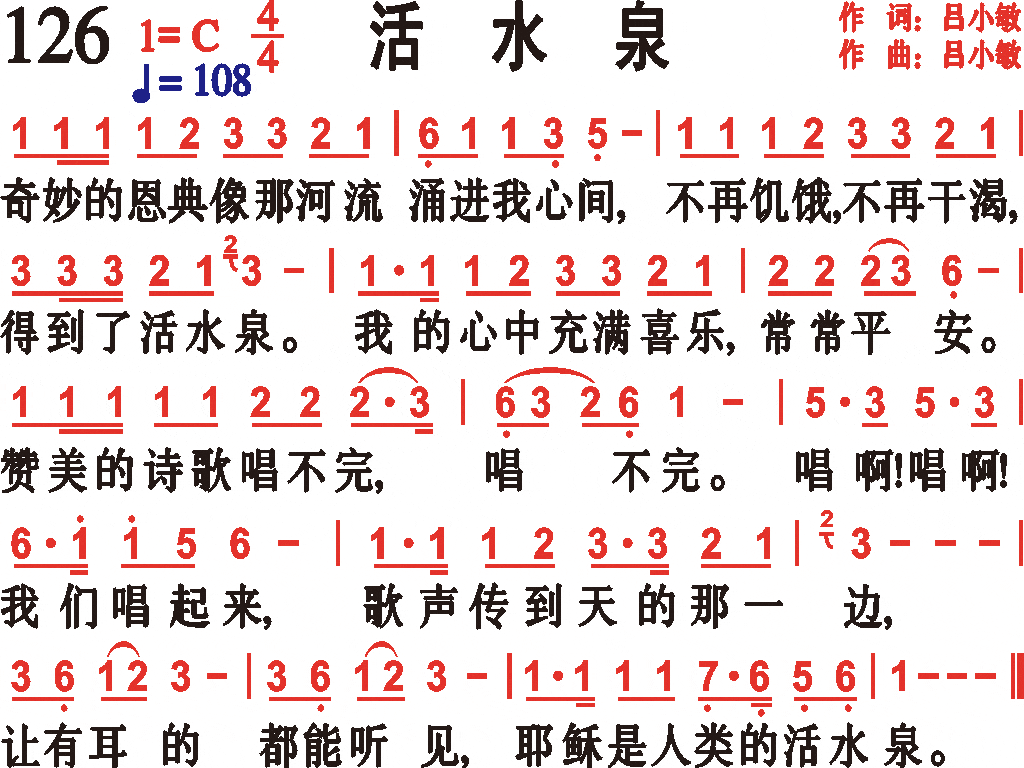 126 1=C 4/4 活水泉 作 词：吕小敏
♩=108 作 曲：吕小敏
1 1 1 1 2 3 3 2 1 | 6 1 1 3 5 - | 1 1 1 2 3 3 2 1 |
奇妙的恩典像那河流 涌进我心间，不再饥饿，不再干渴，
3 3 3 2 1 2 3 - | 1 · 1 1 2 3 3 2 1 | 2 2 2 3 6 - |
得到了活水泉。 我的心中充满喜乐，常常平 安。
1 1 1 1 1 2 2 2 · 3 | 6 3 2 6 1 - | 5 · 3 5 · 3 |
赞美的诗歌唱不完， 唱 不完。 唱 啊！唱啊！
6 · 1 1 5 6 - | 1 · 1 1 2 3 · 3 2 1 | 2 3 - - - |
我们唱起来， 歌声传到天的那一 边，
3 6 1 2 3 - | 3 6 1 2 3 - | 1 · 1 1 1 7 · 6 5 6 | 1 - - -
让有耳 的 都能听 见， 耶稣是人类的活水泉。